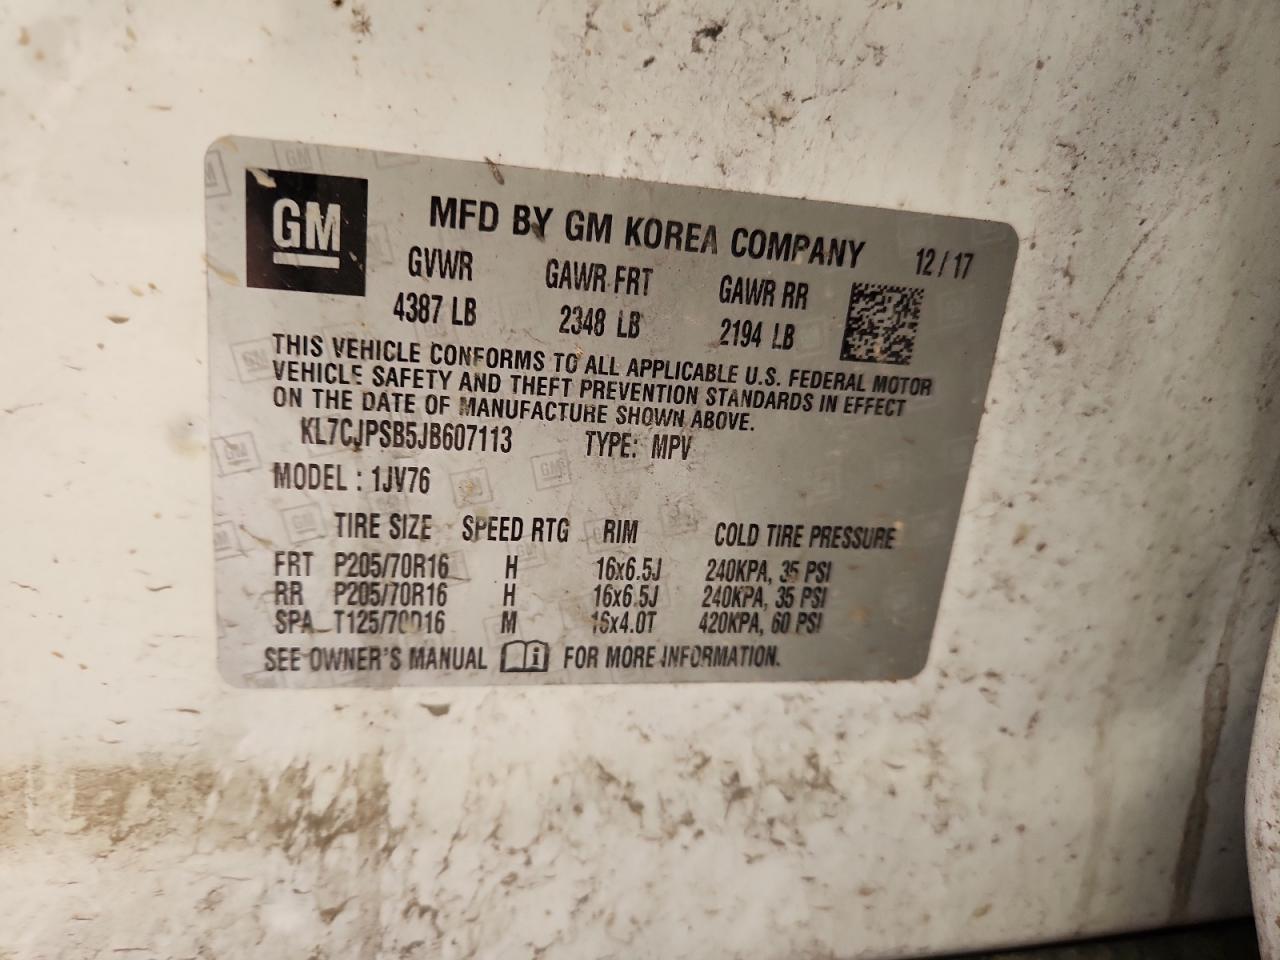 GM
MFD BY GM KOREA COMPANY 12/17
GVWR GAWR FRT GAWR RR
4387 LB 2348 LB 2194 LB
THIS VEHICLE CONFORMS TO ALL APPLICABLE U.S. FEDERAL MOTOR
VEHICLE SAFETY AND THEFT PREVENTION STANDARDS IN EFFECT
ON THE DATE OF MANUFACTURE SHOWN ABOVE.
KL7CJPSB5JB607113 TYPE: MPV
MODEL : 1JV76
TIRE SIZE SPEED RTG RIM COLD TIRE PRESSURE
FRT P205/70R16 H 16x6.5J 240KPA, 35 PSI
RR P205/70R16 H 16x6.5J 240KPA, 35 PSI
SPA T125/70D16 M 16x4.0T 420KPA, 60 PSI
SEE OWNER'S MANUAL i FOR MORE INFORMATION.